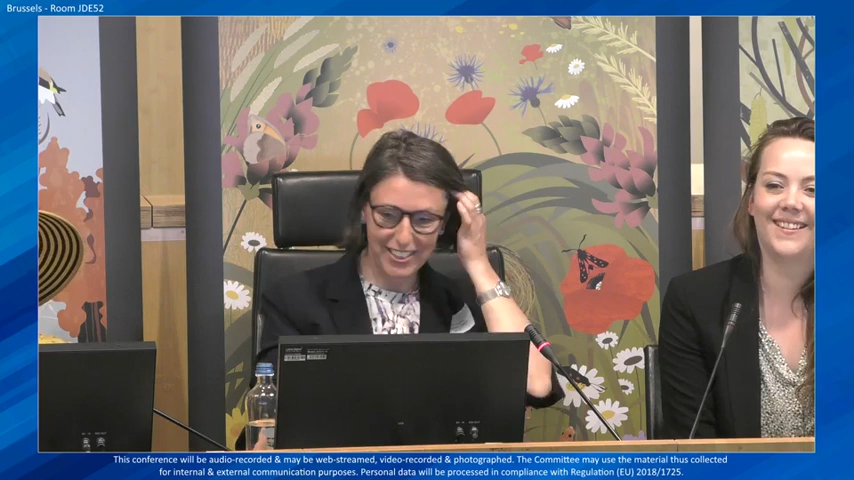 Brussels - Room JDE52
This conference will be audio-recorded & may be web-streamed, video-recorded & photographed. The Committee may use the material thus collected
for internal & external communication purposes. Personal data will be processed in compliance with Regulation (EU) 2018/1725.